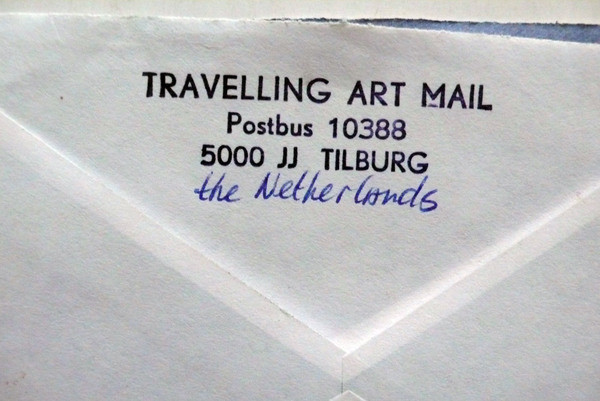 TRAVELLING ART MAIL
Postbus 10388
5000 JJ TILBURG
the Netherlands